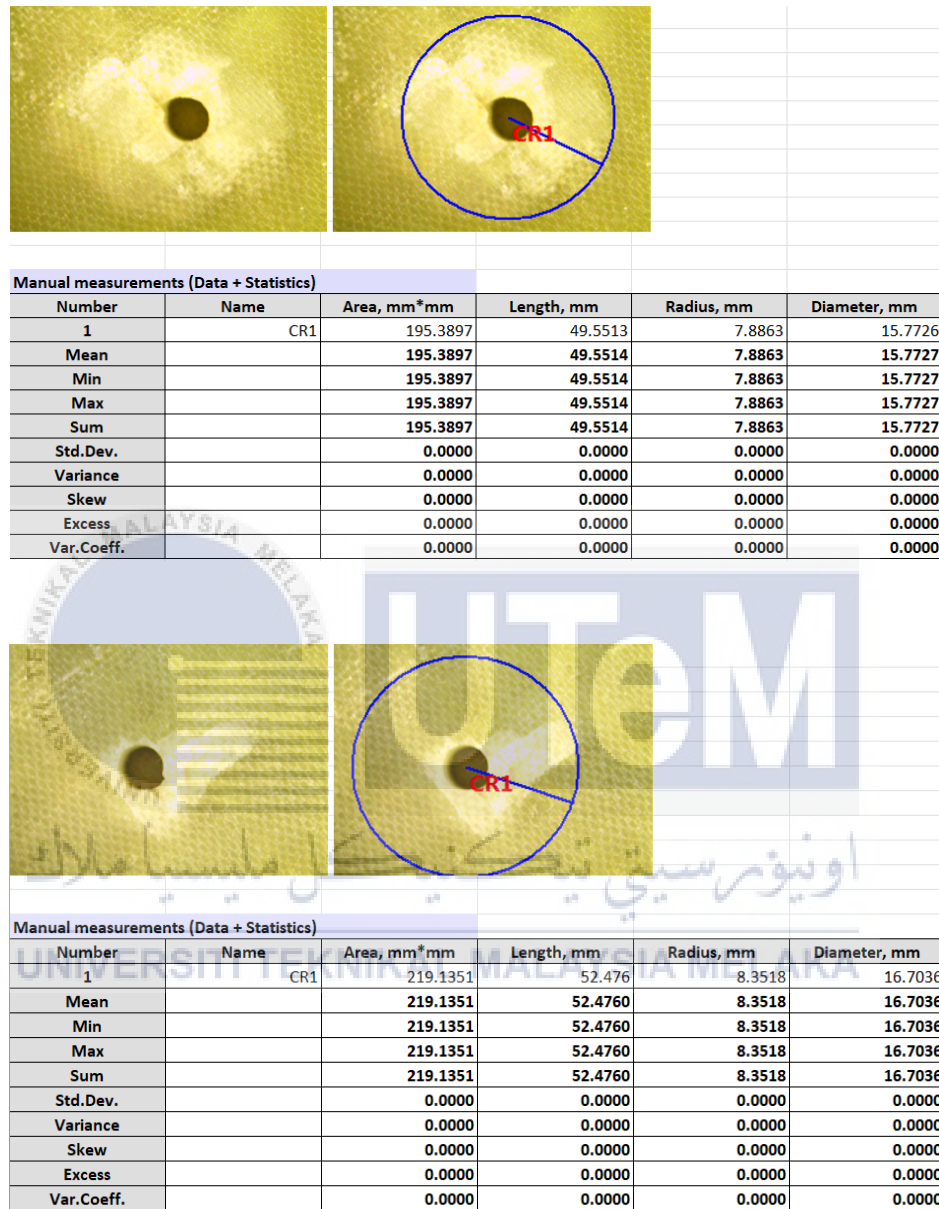 CR1
Manual measurements (Data + Statistics)
Number Name Area, mm*mm Length, mm Radius, mm Diameter, mm
1 CR1 195.3897 49.5513 7.8863 15.7726
Mean 195.3897 49.5514 7.8863 15.7727
Min 195.3897 49.5514 7.8863 15.7727
Max 195.3897 49.5514 7.8863 15.7727
Sum 195.3897 49.5514 7.8863 15.7727
Std.Dev. 0.0000 0.0000 0.0000 0.0000
Variance 0.0000 0.0000 0.0000 0.0000
Skew 0.0000 0.0000 0.0000 0.0000
Excess 0.0000 0.0000 0.0000 0.0000
Var.Coeff. 0.0000 0.0000 0.0000 0.0000
UNIVERSITI TEKNIKAL MALAYSIA MELAKA
UTeM
CR1
اونيۏرسيتي تيکنيکل مليسيا ملاك
Manual measurements (Data + Statistics)
UNIVERSITI TEKNIKAL MALAYSIA MELAKA
Number Name Area, mm*mm Length, mm Radius, mm Diameter, mm
1 CR1 219.1351 52.476 8.3518 16.7036
Mean 219.1351 52.4760 8.3518 16.7036
Min 219.1351 52.4760 8.3518 16.7036
Max 219.1351 52.4760 8.3518 16.7036
Sum 219.1351 52.4760 8.3518 16.7036
Std.Dev. 0.0000 0.0000 0.0000 0.0000
Variance 0.0000 0.0000 0.0000 0.0000
Skew 0.0000 0.0000 0.0000 0.0000
Excess 0.0000 0.0000 0.0000 0.0000
Var.Coeff. 0.0000 0.0000 0.0000 0.0000